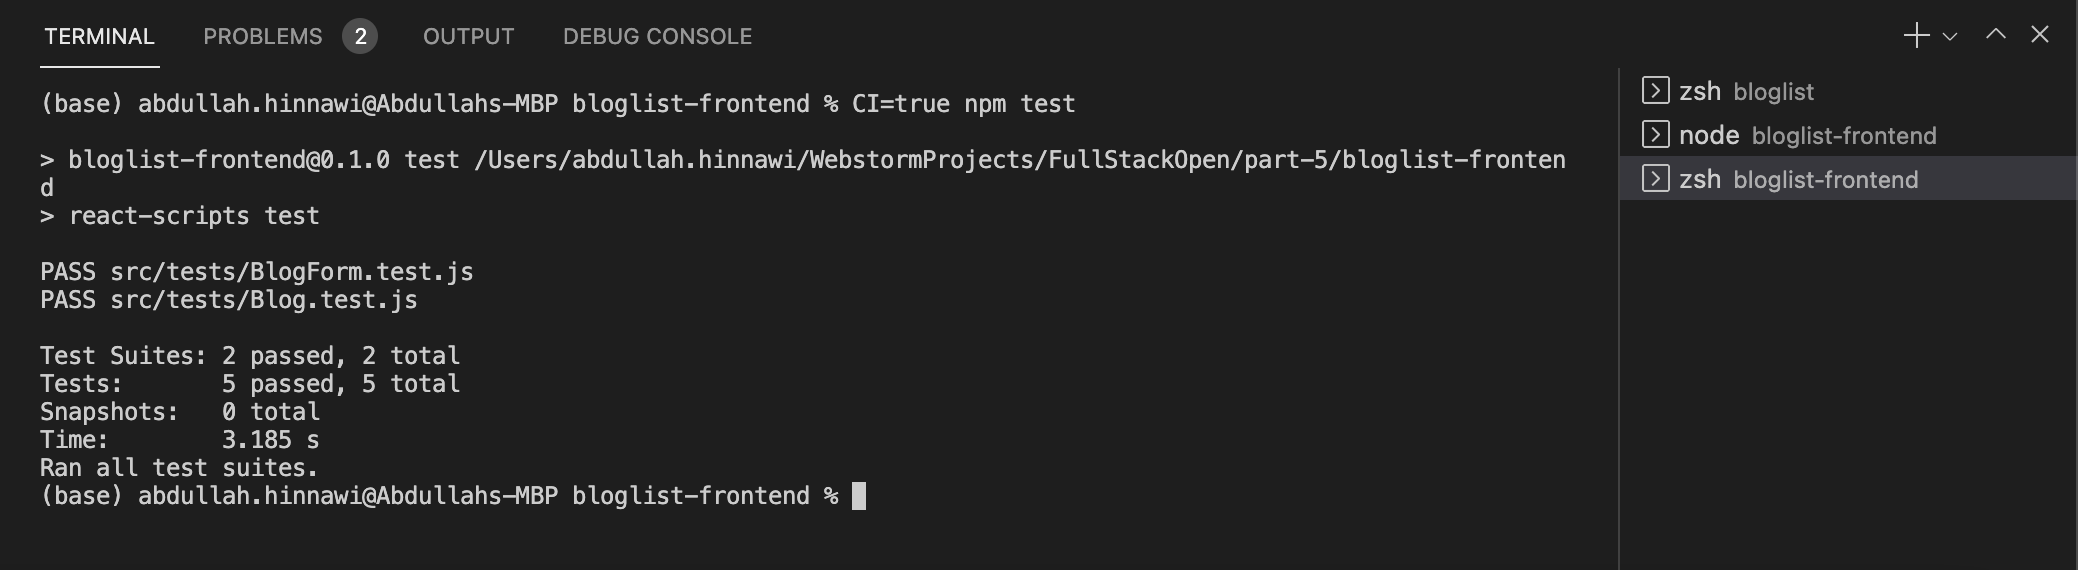 TERMINAL PROBLEMS 2 OUTPUT DEBUG CONSOLE
(base) abdullah.hinnawi@Abdullahs-MBP bloglist-frontend % CI=true npm test
> bloglist-frontend@0.1.0 test /Users/abdullah.hinnawi/WebstormProjects/FullStackOpen/part-5/bloglist-fronten
d
> react-scripts test
PASS src/tests/BlogForm.test.js
PASS src/tests/Blog.test.js
Test Suites: 2 passed, 2 total
Tests:       5 passed, 5 total
Snapshots:   0 total
Time:        3.185 s
Ran all test suites.
(base) abdullah.hinnawi@Abdullahs-MBP bloglist-frontend %
zsh bloglist
node bloglist-frontend
zsh bloglist-frontend